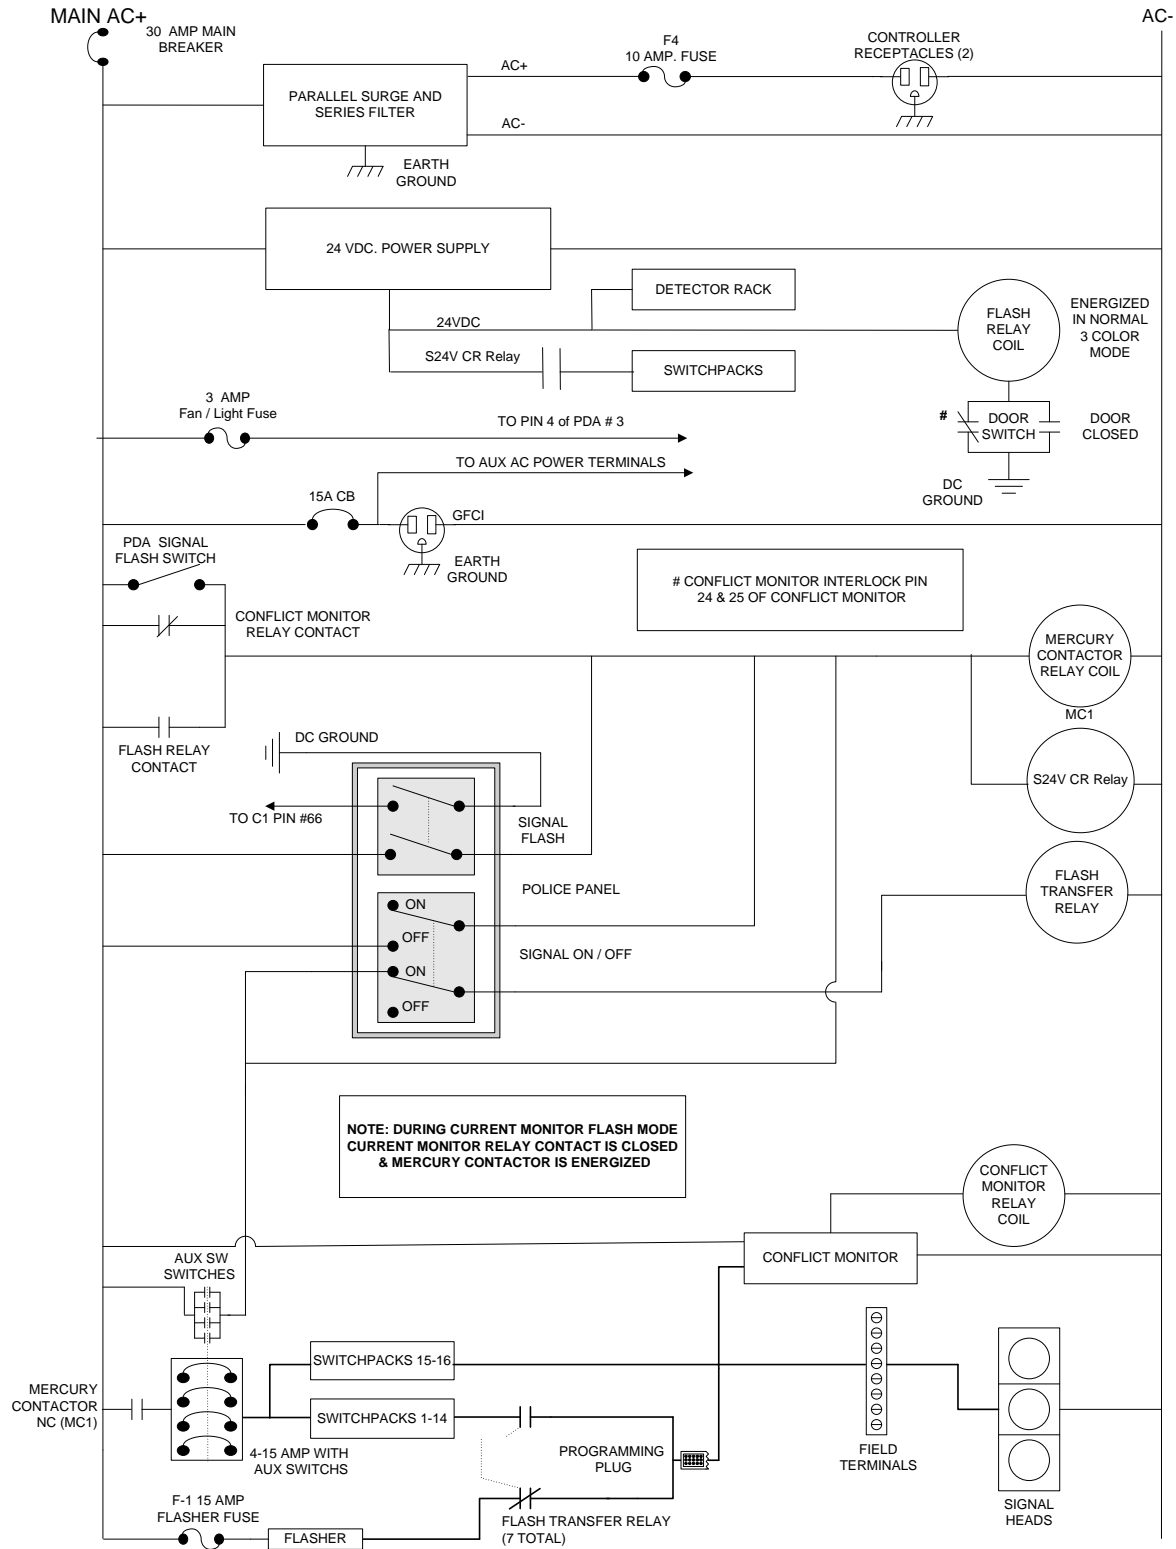 MAIN AC+
AC-
30 AMP MAIN
BREAKER
F4
10 AMP. FUSE
CONTROLLER
RECEPTACLES (2)
AC+
PARALLEL SURGE AND
SERIES FILTER
AC-
EARTH
GROUND
24 VDC. POWER SUPPLY
DETECTOR RACK
24VDC
FLASH
RELAY
COIL
ENERGIZED
IN NORMAL
3 COLOR
MODE
S24V CR Relay
SWITCHPACKS
3 AMP
Fan / Light Fuse
TO PIN 4 of PDA # 3
#
DOOR
SWITCH
DOOR
CLOSED
TO AUX AC POWER TERMINALS
DC
GROUND
15A CB
GFCI
EARTH
GROUND
PDA SIGNAL
FLASH SWITCH
# CONFLICT MONITOR INTERLOCK PIN
24 & 25 OF CONFLICT MONITOR
CONFLICT MONITOR
RELAY CONTACT
MERCURY
CONTACTOR
RELAY COIL
MC1
FLASH RELAY
CONTACT
DC GROUND
S24V CR Relay
TO C1 PIN #66
SIGNAL
FLASH
POLICE PANEL
FLASH
TRANSFER
RELAY
ON
OFF
SIGNAL ON / OFF
ON
OFF
NOTE: DURING CURRENT MONITOR FLASH MODE
CURRENT MONITOR RELAY CONTACT IS CLOSED
& MERCURY CONTACTOR IS ENERGIZED
CONFLICT
MONITOR
RELAY
COIL
AUX SW
SWITCHES
CONFLICT MONITOR
SWITCHPACKS 15-16
MERCURY
CONTACTOR
NC (MC1)
SWITCHPACKS 1-14
4-15 AMP WITH
AUX SWITCHS
PROGRAMMING
PLUG
FIELD
TERMINALS
SIGNAL
HEADS
F-1 15 AMP
FLASHER FUSE
FLASHER
FLASH TRANSFER RELAY
(7 TOTAL)